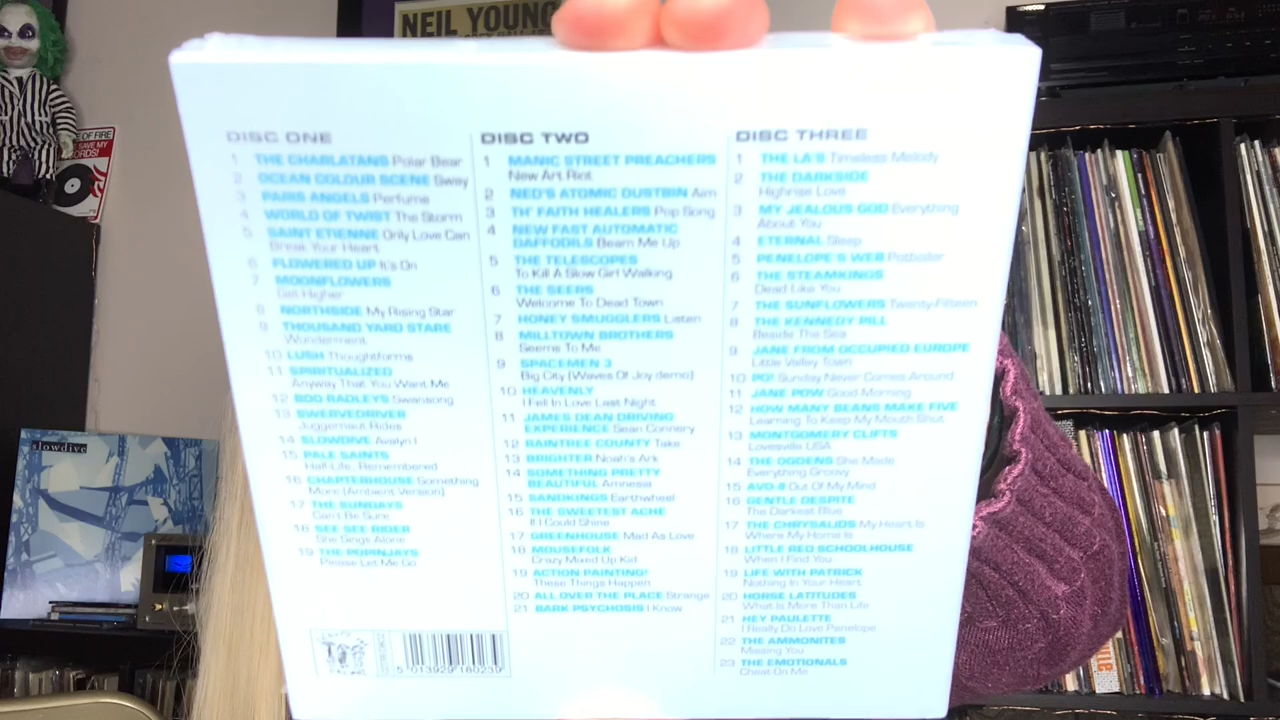 NEIL YOUNG
E OF FIRE
SAVE MY
slowdive
DISC ONE
1 THE CHARLATANS Polar Bear
2 OCEAN COLOUR SCENE Sway
3 PARIS ANGELS Perfume
4 WORLD OF TWIST The Storm
5 SAINT ETIENNE Only Love Can
Break Your Heart
6 FLOWERED UP It's On
7 MOONFLOWERS
Get Higher
8 NORTHSIDE My Rising Star
9 THOUSAND YARD STARE
Wonderment
10 LUSH Thoughtforms
11 SPIRITUALIZED
Anyway That You Want Me
12 BOO RADLEYS Swansong
13 SWERVEDRIVER
Juggernaut Rides
14 SLOWDIVE Avalyn I
15 PALE SAINTS
Half-Life, Remembered
16 CHAPTERHOUSE Something
More (Ambient Version)
17 THE SUNDAYS
Can't Be Sure
18 SEE SEE RIDER
She Sings Alone
19 THE POPINJAYS
Please Let Me Go
5 013929 180239
DISC TWO
1 MANIC STREET PREACHERS
New Art Riot
2 NED'S ATOMIC DUSTBIN Aim
3 TH' FAITH HEALERS Pop Song
4 NEW FAST AUTOMATIC
DAFFODILS Beam Me Up
5 THE TELESCOPES
To Kill A Slow Girl Walking
6 THE SEERS
Welcome To Dead Town
7 HONEY SMUGGLERS Listen
8 MILLTOWN BROTHERS
Seems To Me
9 SPACEMEN 3
Big City (Waves Of Joy demo)
10 HEAVENLY
I Fell In Love Last Night
11 JAMES DEAN DRIVING
EXPERIENCE Sean Connery
12 RAINTREE COUNTY Take
13 BRIGHTER Noah's Ark
14 SOMETHING PRETTY
BEAUTIFUL Amnesia
15 SANDKINGS Earthwheel
16 THE SWEETEST ACHE
If I Could Shine
17 GREENHOUSE Mad As Love
18 MOUSEFOLK
Crazy Mixed Up Kid
19 ACTION PAINTING!
These Things Happen
20 ALL OVER THE PLACE Strange
21 BARK PSYCHOSIS I Know
DISC THREE
1 THE LA'S Timeless Melody
2 THE DARKSIDE
Highrise Love
3 MY JEALOUS GOD Everything
About You
4 ETERNAL Sleep
5 PENELOPE'S WEB Potboiler
6 THE STEAMKINGS
Dead Like You
7 THE SUNFLOWERS Twenty-Fifteen
8 THE KENNEDY PILL
Beside The Sea
9 JANE FROM OCCUPIED EUROPE
Little Valley Town
10 PO! Sunday Never Comes Around
11 JANE POW Good Morning
12 HOW MANY BEANS MAKE FIVE
Learning To Keep My Mouth Shut
13 MONTGOMERY CLIFTS
Lovesville USA
14 THE OGDENS She Made
Everything Groovy
15 AVO-8 Out Of My Mind
16 GENTLE DESPITE
The Darkest Blue
17 THE CHRYSALIDS My Heart Is
Where My Home Is
18 LITTLE RED SCHOOLHOUSE
When I Find You
19 LIFE WITH PATRICK
Nothing In Your Heart
20 HORSE LATITUDES
What Is More Than Life
21 HEY PAULETTE
I Really Do Love Penelope
22 THE AMMONITES
Missing You
23 THE EMOTIONALS
Cheat On Me